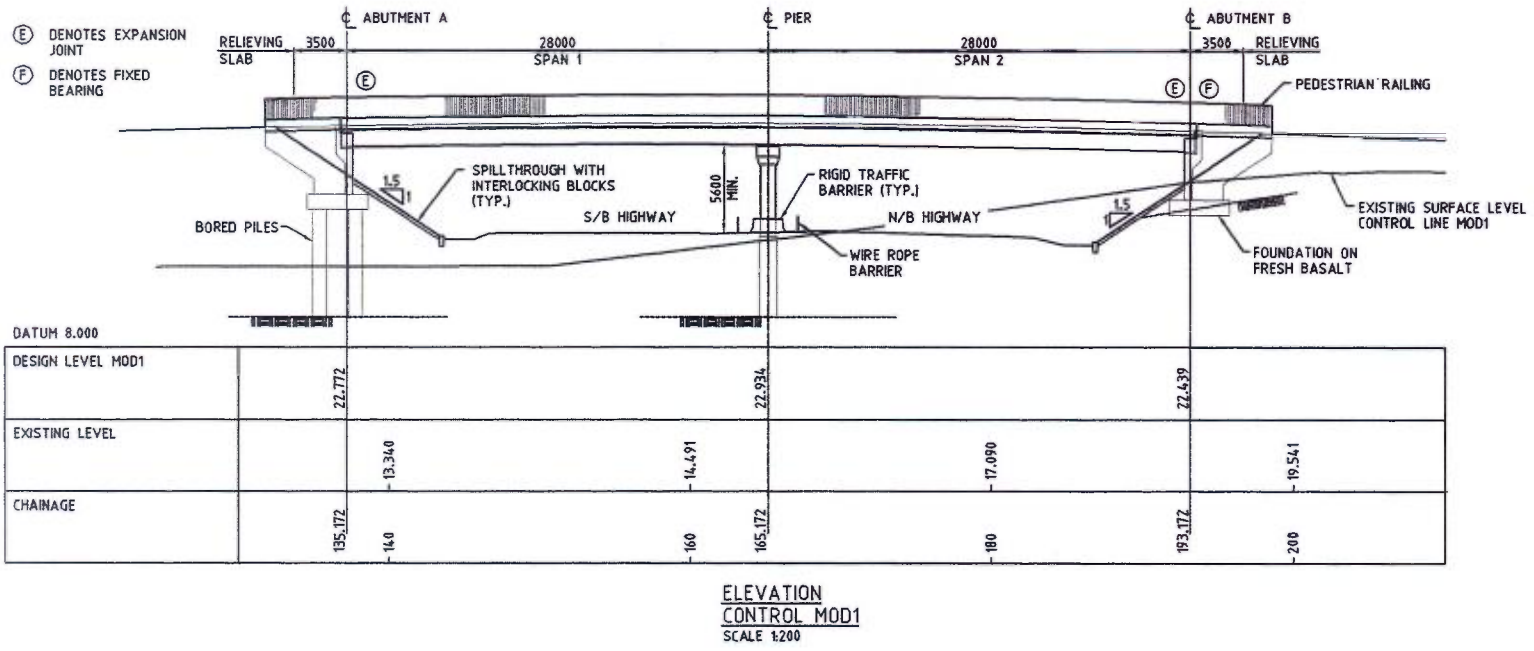 ℄ ABUTMENT A
℄ PIER
℄ ABUTMENT B
Ⓔ DENOTES EXPANSION
JOINT
Ⓕ DENOTES FIXED
BEARING
RELIEVING
SLAB
3500
28000
SPAN 1
28000
SPAN 2
3500
RELIEVING
SLAB
Ⓔ
Ⓔ
Ⓕ
PEDESTRIAN RAILING
SPILLTHROUGH WITH
INTERLOCKING BLOCKS
(TYP.)
1.5
1
5600
MIN.
RIGID TRAFFIC
BARRIER (TYP.)
S/B HIGHWAY
N/B HIGHWAY
1.5
1
BORED PILES
WIRE ROPE
BARRIER
EXISTING SURFACE LEVEL
CONTROL LINE MOD1
FOUNDATION ON
FRESH BASALT
DATUM 8.000
DESIGN LEVEL MOD1
22.772
22.934
22.439
EXISTING LEVEL
13.340
14.491
17.090
19.541
CHAINAGE
135.172
140
160
165.172
180
193.172
200
ELEVATION
CONTROL MOD1
SCALE 1:200